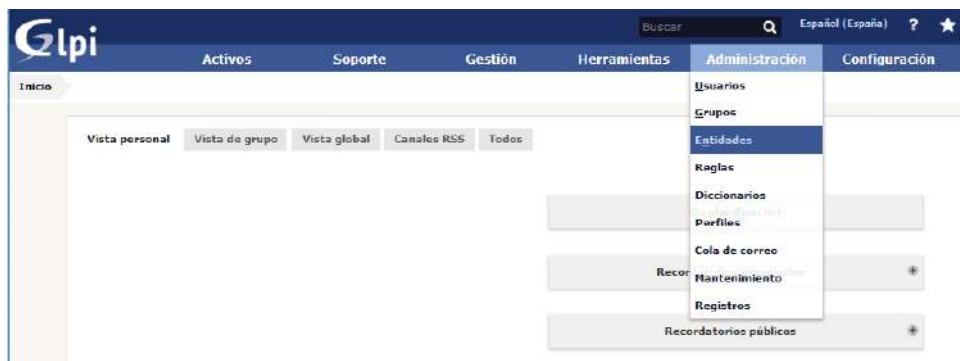 Glpi
Buscar
Español (España)
?
Activos
Soporte
Gestión
Herramientas
Administración
Configuración
Inicio
Usuarios
Grupos
Entidades
Reglas
Diccionarios
Perfiles
Cola de correo
Mantenimiento
Registros
Vista personal
Vista de grupo
Vista global
Canales RSS
Todos
Recordatorios públicos